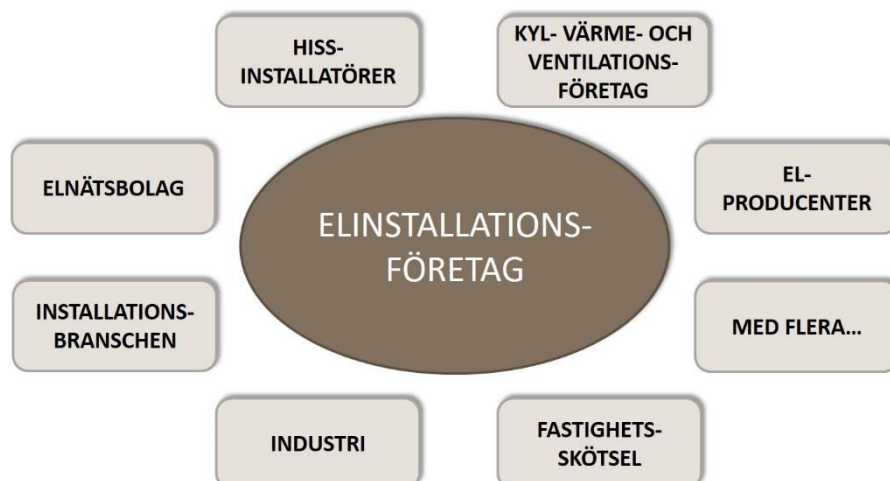 HISS-
INSTALLATÖRER
KYL- VÄRME- OCH
VENTILATIONS-
FÖRETAG
ELNÄTSBOLAG
EL-
PRODUCENTER
ELINSTALLATIONS-
FÖRETAG
INSTALLATIONS-
BRANSCHEN
MED FLERA...
INDUSTRI
FASTIGHETS-
SKÖTSEL